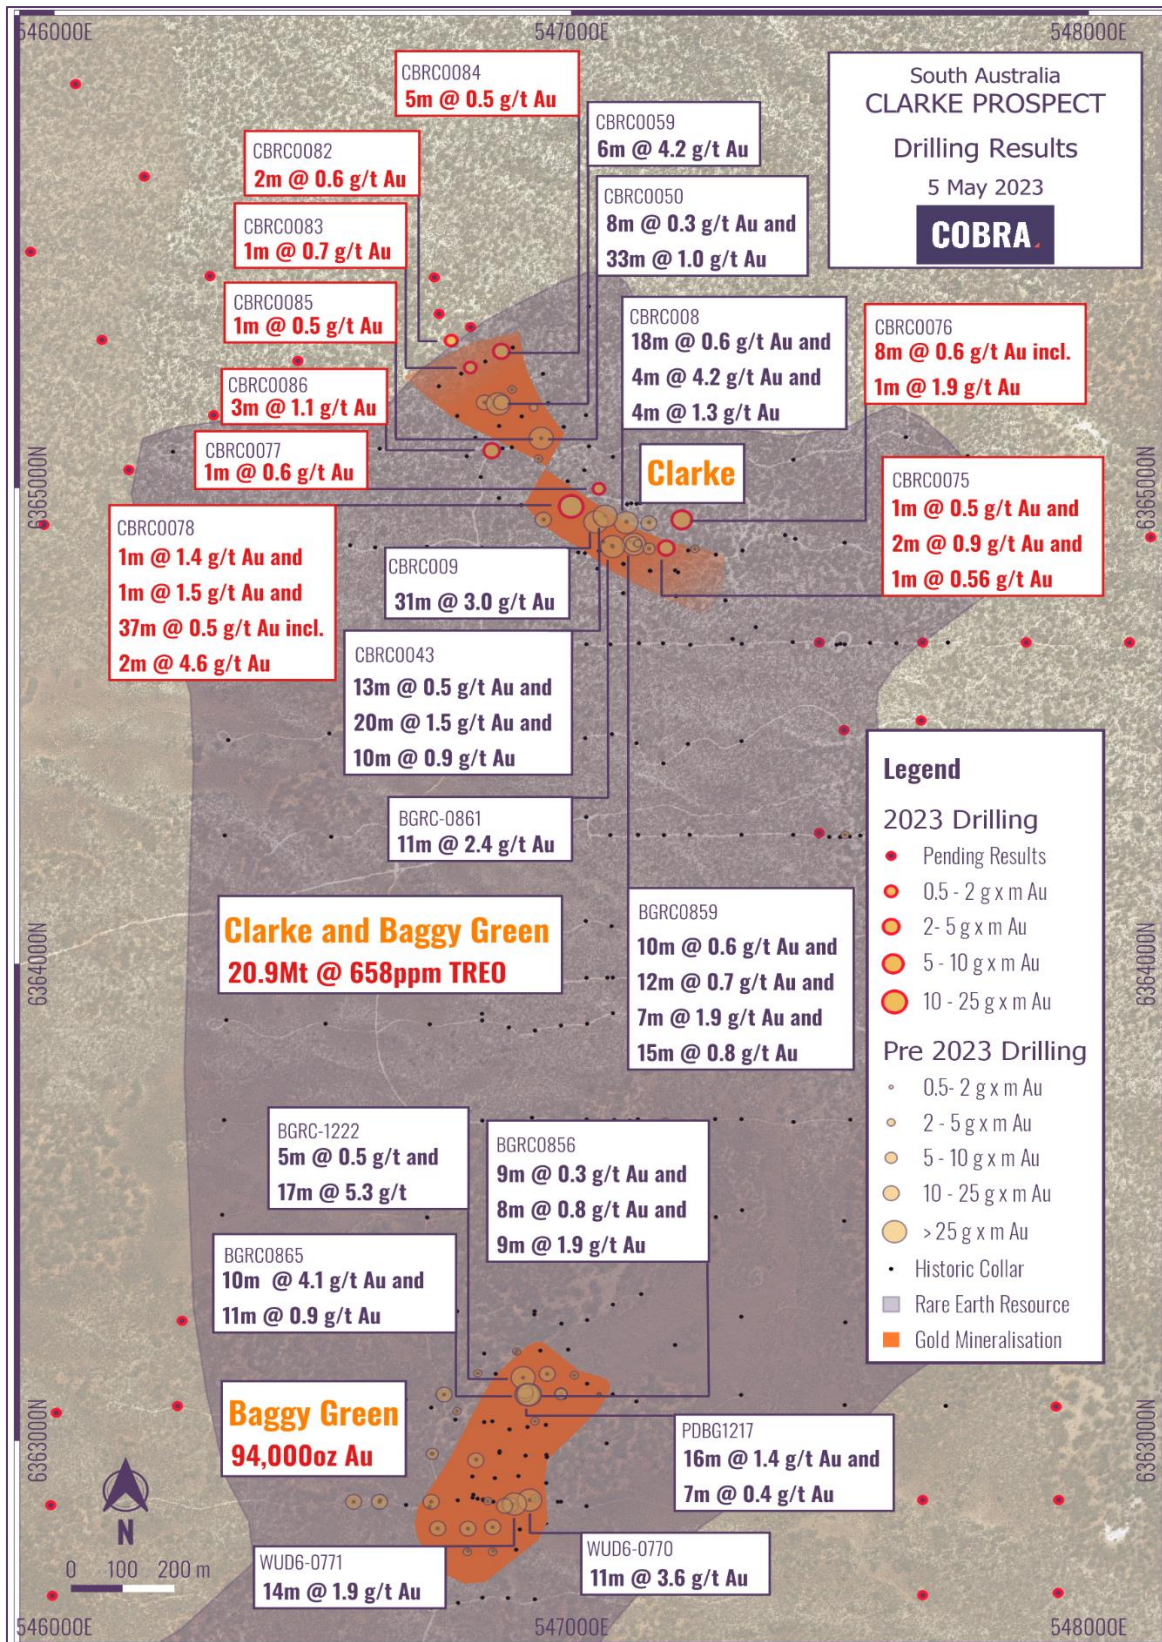 546000E
547000E
548000E
South Australia
CLARKE PROSPECT
Drilling Results
5 May 2023
COBRA.
CBRC0084
5m @ 0.5 g/t Au
CBRC0059
6m @ 4.2 g/t Au
CBRC0082
2m @ 0.6 g/t Au
CBRC0050
8m @ 0.3 g/t Au and
33m @ 1.0 g/t Au
CBRC0083
1m @ 0.7 g/t Au
CBRC0085
1m @ 0.5 g/t Au
CBRC008
18m @ 0.6 g/t Au and
4m @ 4.2 g/t Au and
4m @ 1.3 g/t Au
CBRC0076
8m @ 0.6 g/t Au incl.
1m @ 1.9 g/t Au
CBRC0086
3m @ 1.1 g/t Au
CBRC0077
1m @ 0.6 g/t Au
Clarke
6365000N
6365000N
CBRC0075
1m @ 0.5 g/t Au and
2m @ 0.9 g/t Au and
1m @ 0.56 g/t Au
CBRC0078
1m @ 1.4 g/t Au and
1m @ 1.5 g/t Au and
37m @ 0.5 g/t Au incl.
2m @ 4.6 g/t Au
CBRC009
31m @ 3.0 g/t Au
CBRC0043
13m @ 0.5 g/t Au and
20m @ 1.5 g/t Au and
10m @ 0.9 g/t Au
BGRC-0861
11m @ 2.4 g/t Au
Clarke and Baggy Green
20.9Mt @ 658ppm TREO
BGRC0859
10m @ 0.6 g/t Au and
12m @ 0.7 g/t Au and
7m @ 1.9 g/t Au and
15m @ 0.8 g/t Au
6364000N
6364000N
Legend
2023 Drilling
Pending Results
0.5 - 2 g x m Au
2- 5 g x m Au
5 - 10 g x m Au
10 - 25 g x m Au
Pre 2023 Drilling
0.5- 2 g x m Au
2 - 5 g x m Au
5 - 10 g x m Au
10 - 25 g x m Au
> 25 g x m Au
Historic Collar
Rare Earth Resource
Gold Mineralisation
BGRC-1222
5m @ 0.5 g/t and
17m @ 5.3 g/t
BGRC0856
9m @ 0.3 g/t Au and
8m @ 0.8 g/t Au and
9m @ 1.9 g/t Au
BGRC0865
10m @ 4.1 g/t Au and
11m @ 0.9 g/t Au
Baggy Green
94,000oz Au
6363000N
6363000N
PDBG1217
16m @ 1.4 g/t Au and
7m @ 0.4 g/t Au
N
0 100 200 m
WUD6-0771
14m @ 1.9 g/t Au
WUD6-0770
11m @ 3.6 g/t Au
546000E
547000E
548000E